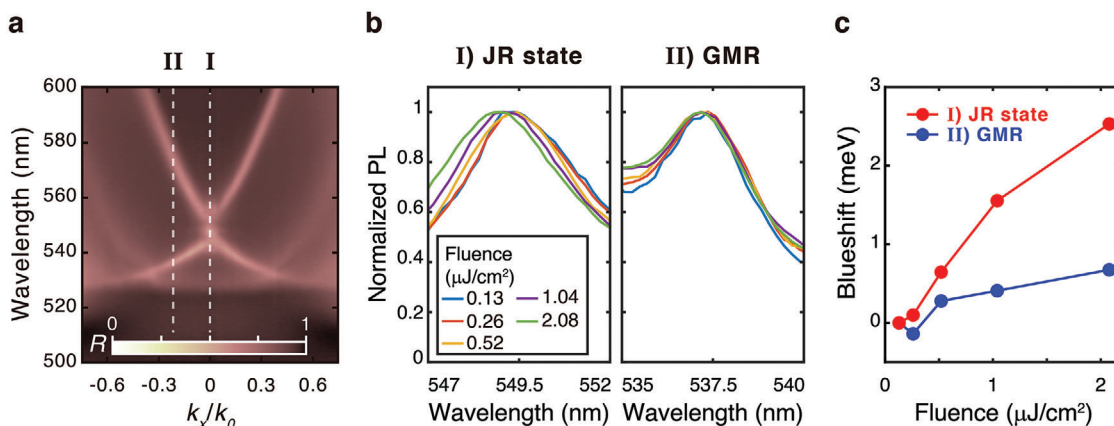 a
II I
600
580
560
540
520
500
Wavelength (nm)
R
0 1
-0.6 -0.3 0 0.3 0.6
kx/k0
b
I) JR state
II) GMR
1
0.8
0.6
0.4
0.2
0
Normalized PL
Fluence
(μJ/cm²)
0.13 1.04
0.26 2.08
0.52
547 549.5 552
Wavelength (nm)
535 537.5 540
Wavelength (nm)
c
3
2
1
0
Blueshift (meV)
I) JR state
II) GMR
0 1 2
Fluence (μJ/cm²)